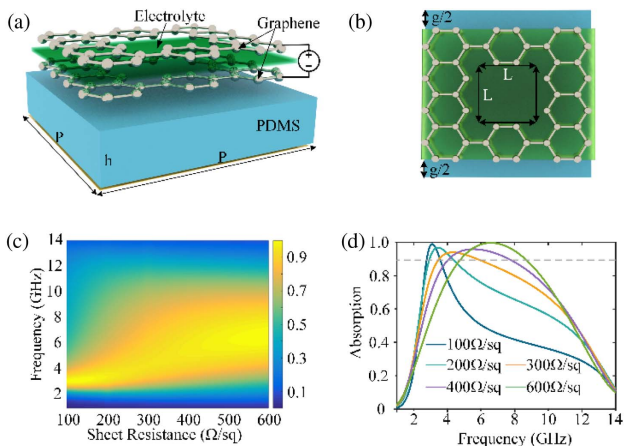 (a)
Electrolyte
Graphene
+
−
PDMS
P
h
P
(b)
g/2
L
L
g/2
(c)
14
12
10
8
6
4
2
Frequency (GHz)
100 200 300 400 500 600
Sheet Resistance (Ω/sq)
0.9
0.7
0.5
0.3
0.1
(d)
1.0
0.8
0.6
0.4
0.2
0
Absorption
100Ω/sq
200Ω/sq 300Ω/sq
400Ω/sq 600Ω/sq
2 4 6 8 10 12 14
Frequency (GHz)